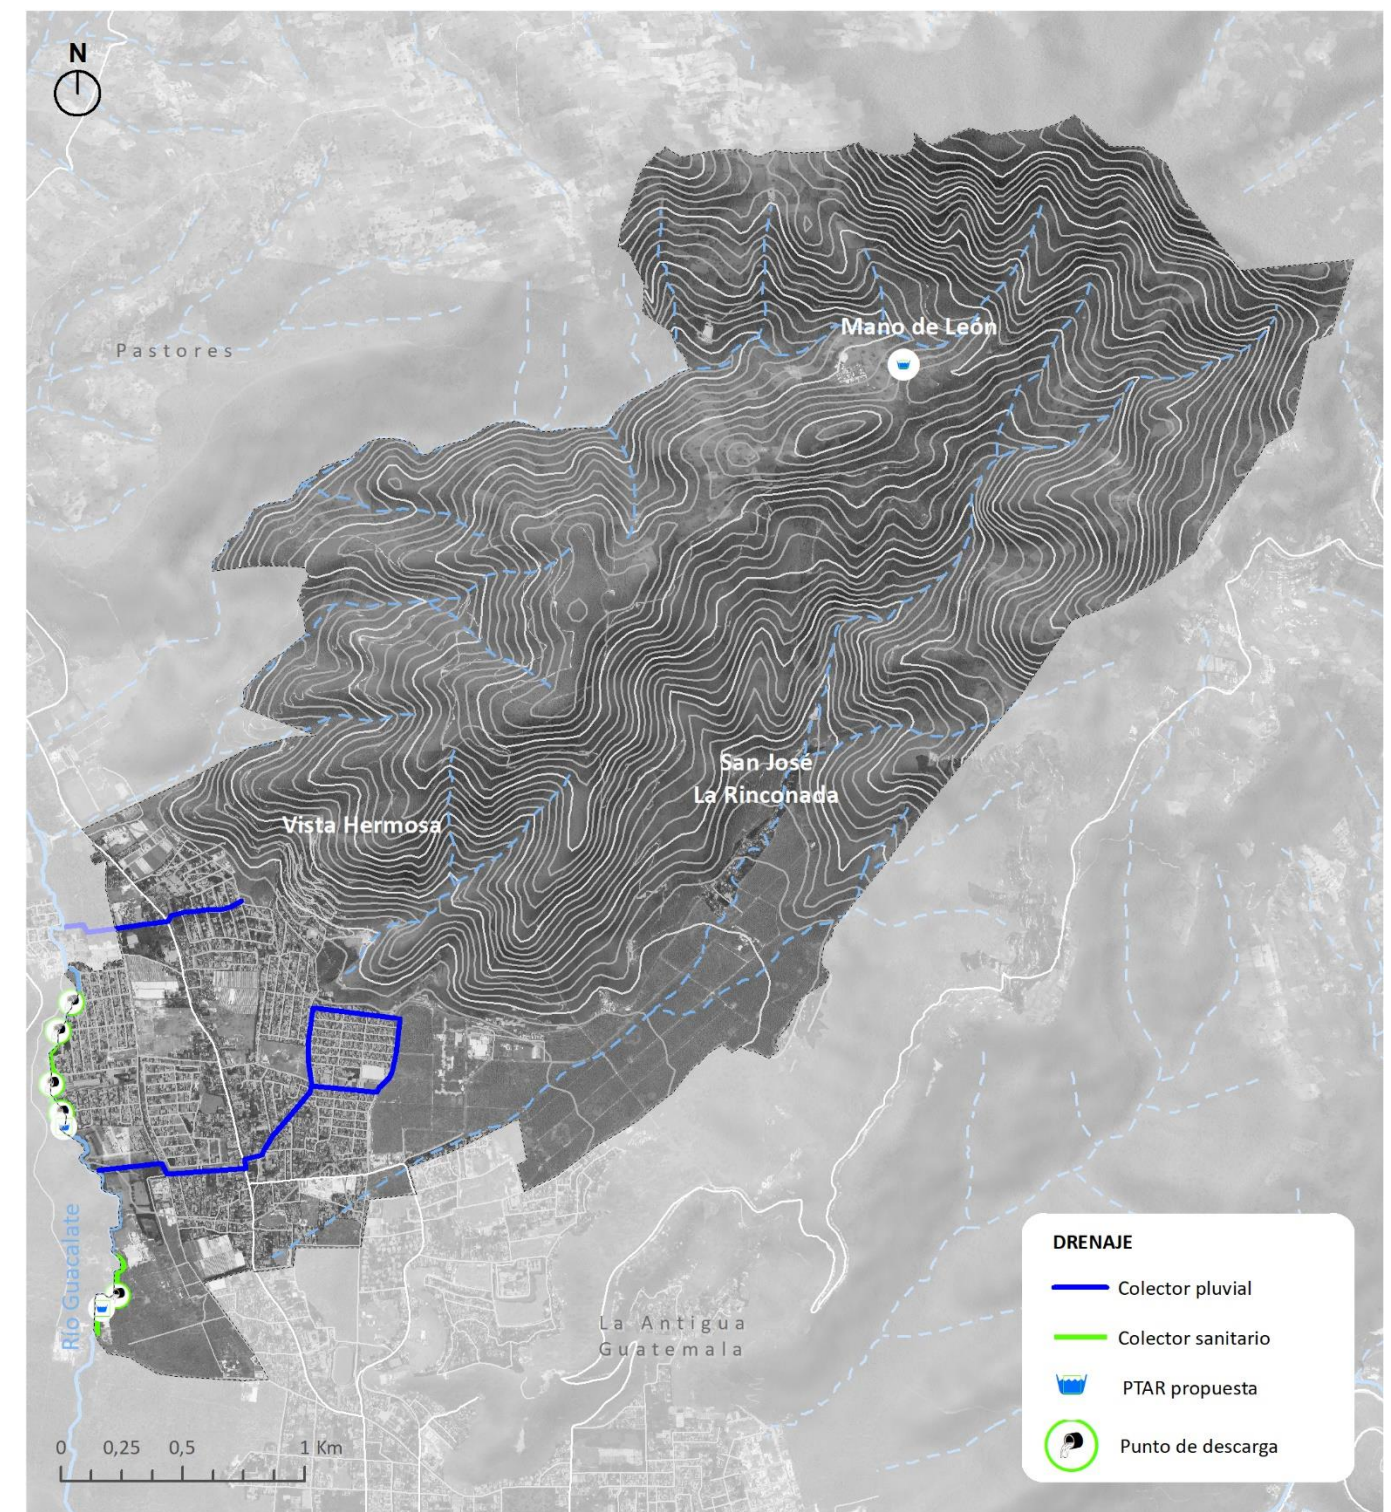 N
Mano de León
Pastores
San José
La Rinconada
Vista Hermosa
Río Guacalate
La Antigua
Guatemala
DRENAJE
Colector pluvial
Colector sanitario
PTAR propuesta
Punto de descarga
0 0,25 0,5 1 Km